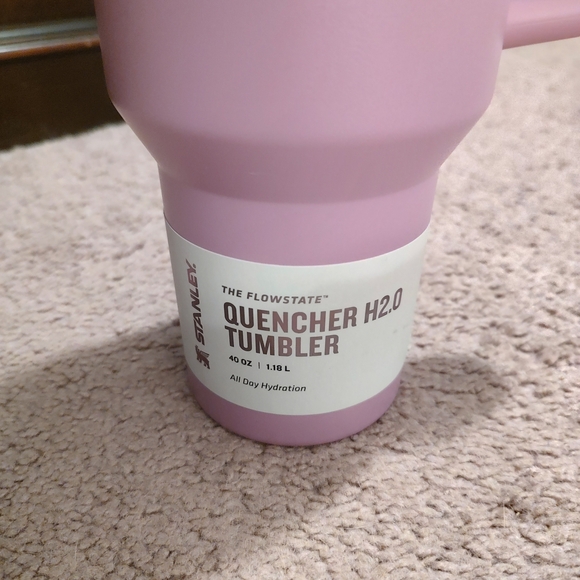 STANLEY.
THE FLOWSTATE™
QUENCHER H2.0
TUMBLER
40 OZ | 1.18 L
All Day Hydration